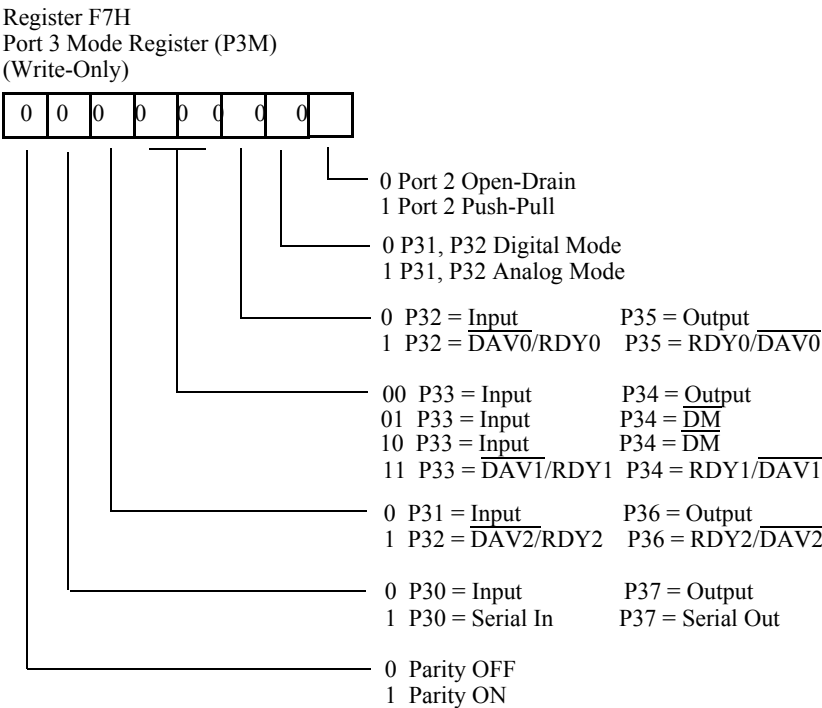 Register F7H
Port 3 Mode Register (P3M)
(Write-Only)
0 0 0 0 0 0 0 0
0 Port 2 Open-Drain
1 Port 2 Push-Pull
0 P31, P32 Digital Mode
1 P31, P32 Analog Mode
0 P32 = Input P35 = Output
1 P32 = DAV0/RDY0 P35 = RDY0/DAV0
00 P33 = Input P34 = Output
01 P33 = Input P34 = DM
10 P33 = Input P34 = DM
11 P33 = DAV1/RDY1 P34 = RDY1/DAV1
0 P31 = Input P36 = Output
1 P32 = DAV2/RDY2 P36 = RDY2/DAV2
0 P30 = Input P37 = Output
1 P30 = Serial In P37 = Serial Out
0 Parity OFF
1 Parity ON